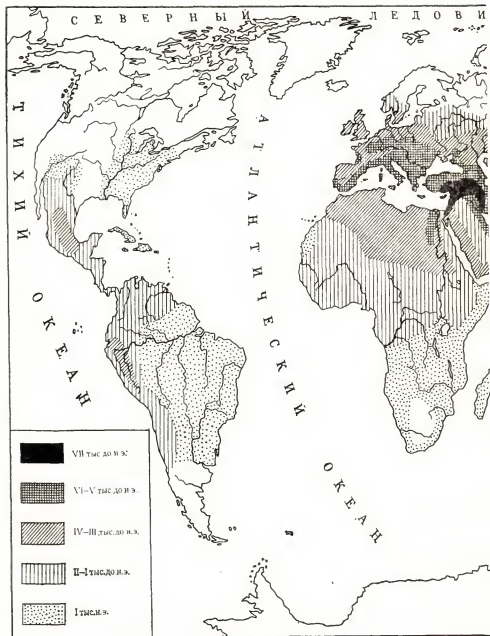 СЕВЕРНЫЙ ЛЕДОВИ
ТИХИЙ
ОКЕАН
АТЛАНТИЧЕСКИЙ
ОКЕАН
VII тыс до н э.
VI–V тыс до н э.
IV–III тыс. до н. э.
II–I тыс. до н. э.
I тыс. н. э.